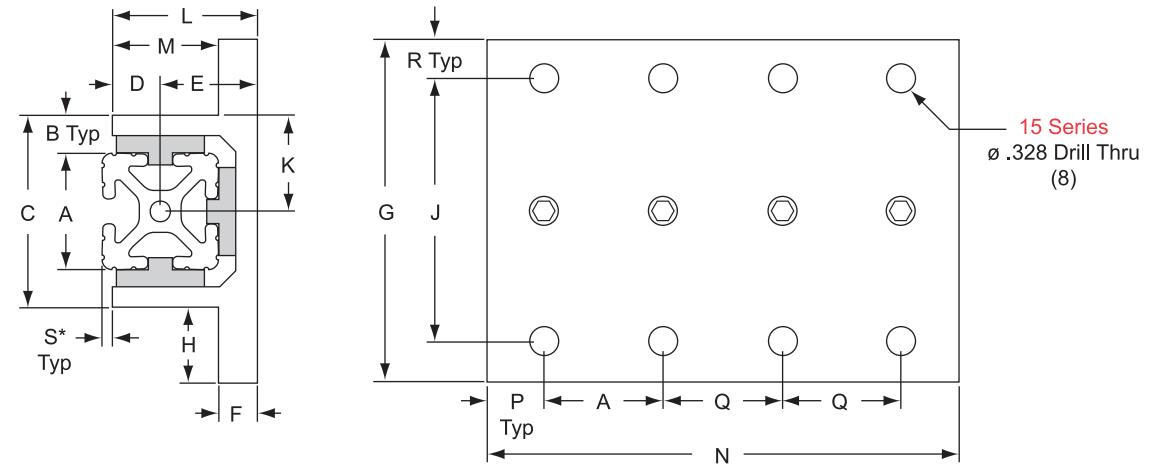 L
M
D
E
B Typ
K
C
A
S*
Typ
H
F
R Typ
G
J
15 Series
ø .328 Drill Thru
(8)
P
Typ
A
Q
Q
N